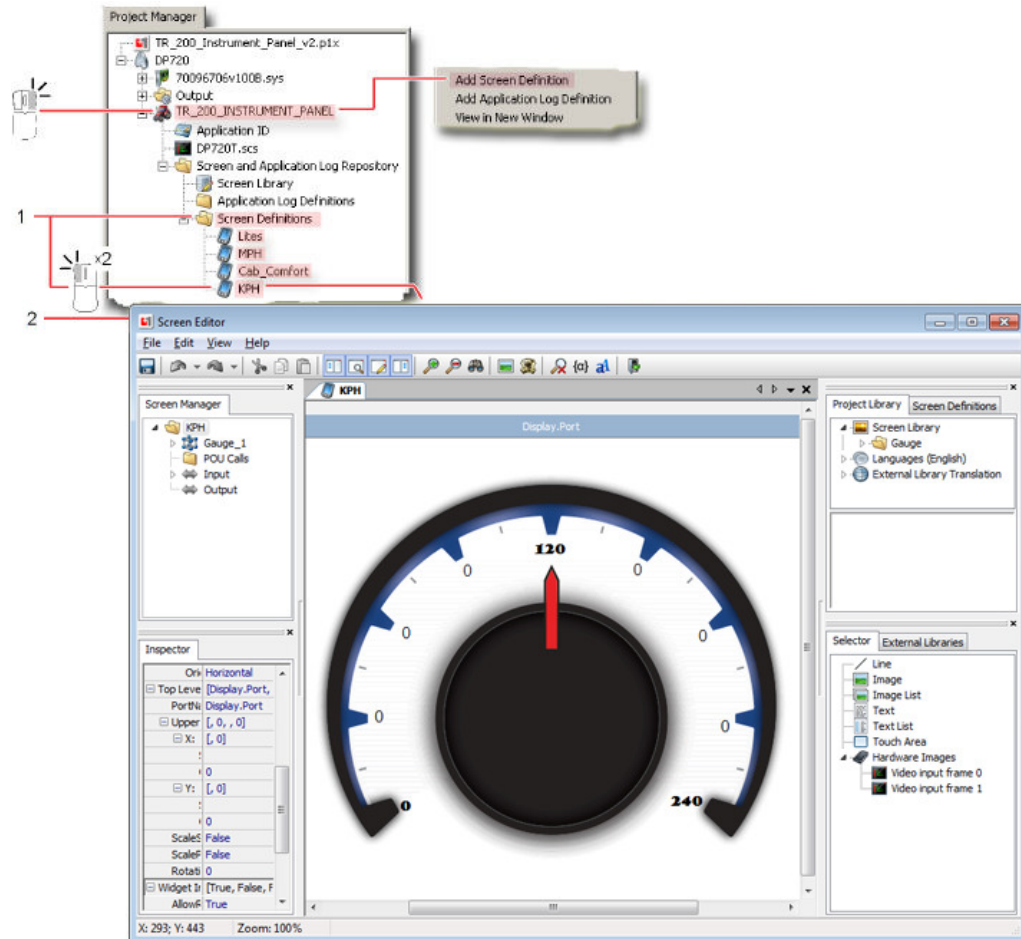 Project Manager
TR_200_Instrument_Panel_v2.p1x
DP720
70096706v100B.sys
Output
TR_200_INSTRUMENT_PANEL
Application ID
DP720T.scs
Screen and Application Log Repository
Screen Library
Application Log Definitions
Screen Definitions
Lites
MPH
Cab_Comfort
KPH
Add Screen Definition
Add Application Log Definition
View in New Window
1
x2
2
Screen Editor
File Edit View Help
{a} a
Screen Manager
KPH
Gauge_1
POU Calls
Input
Output
Inspector
Ori Horizontal
Top Leve [Display.Port,
PortNa Display.Port
Upper [, 0, , 0]
X: [, 0]
0
Y: [, 0]
0
ScaleS False
ScaleF False
Rotati 0
Widget Ir [True, False, F
AllowF True
KPH
Display.Port
120
0 0
0 0
0 0
0 240
Project Library Screen Definitions
Screen Library
Gauge
Languages (English)
External Library Translation
Selector External Libraries
Line
Image
Image List
Text
Text List
Touch Area
Hardware Images
Video input frame 0
Video input frame 1
X: 293; Y: 443 Zoom: 100%